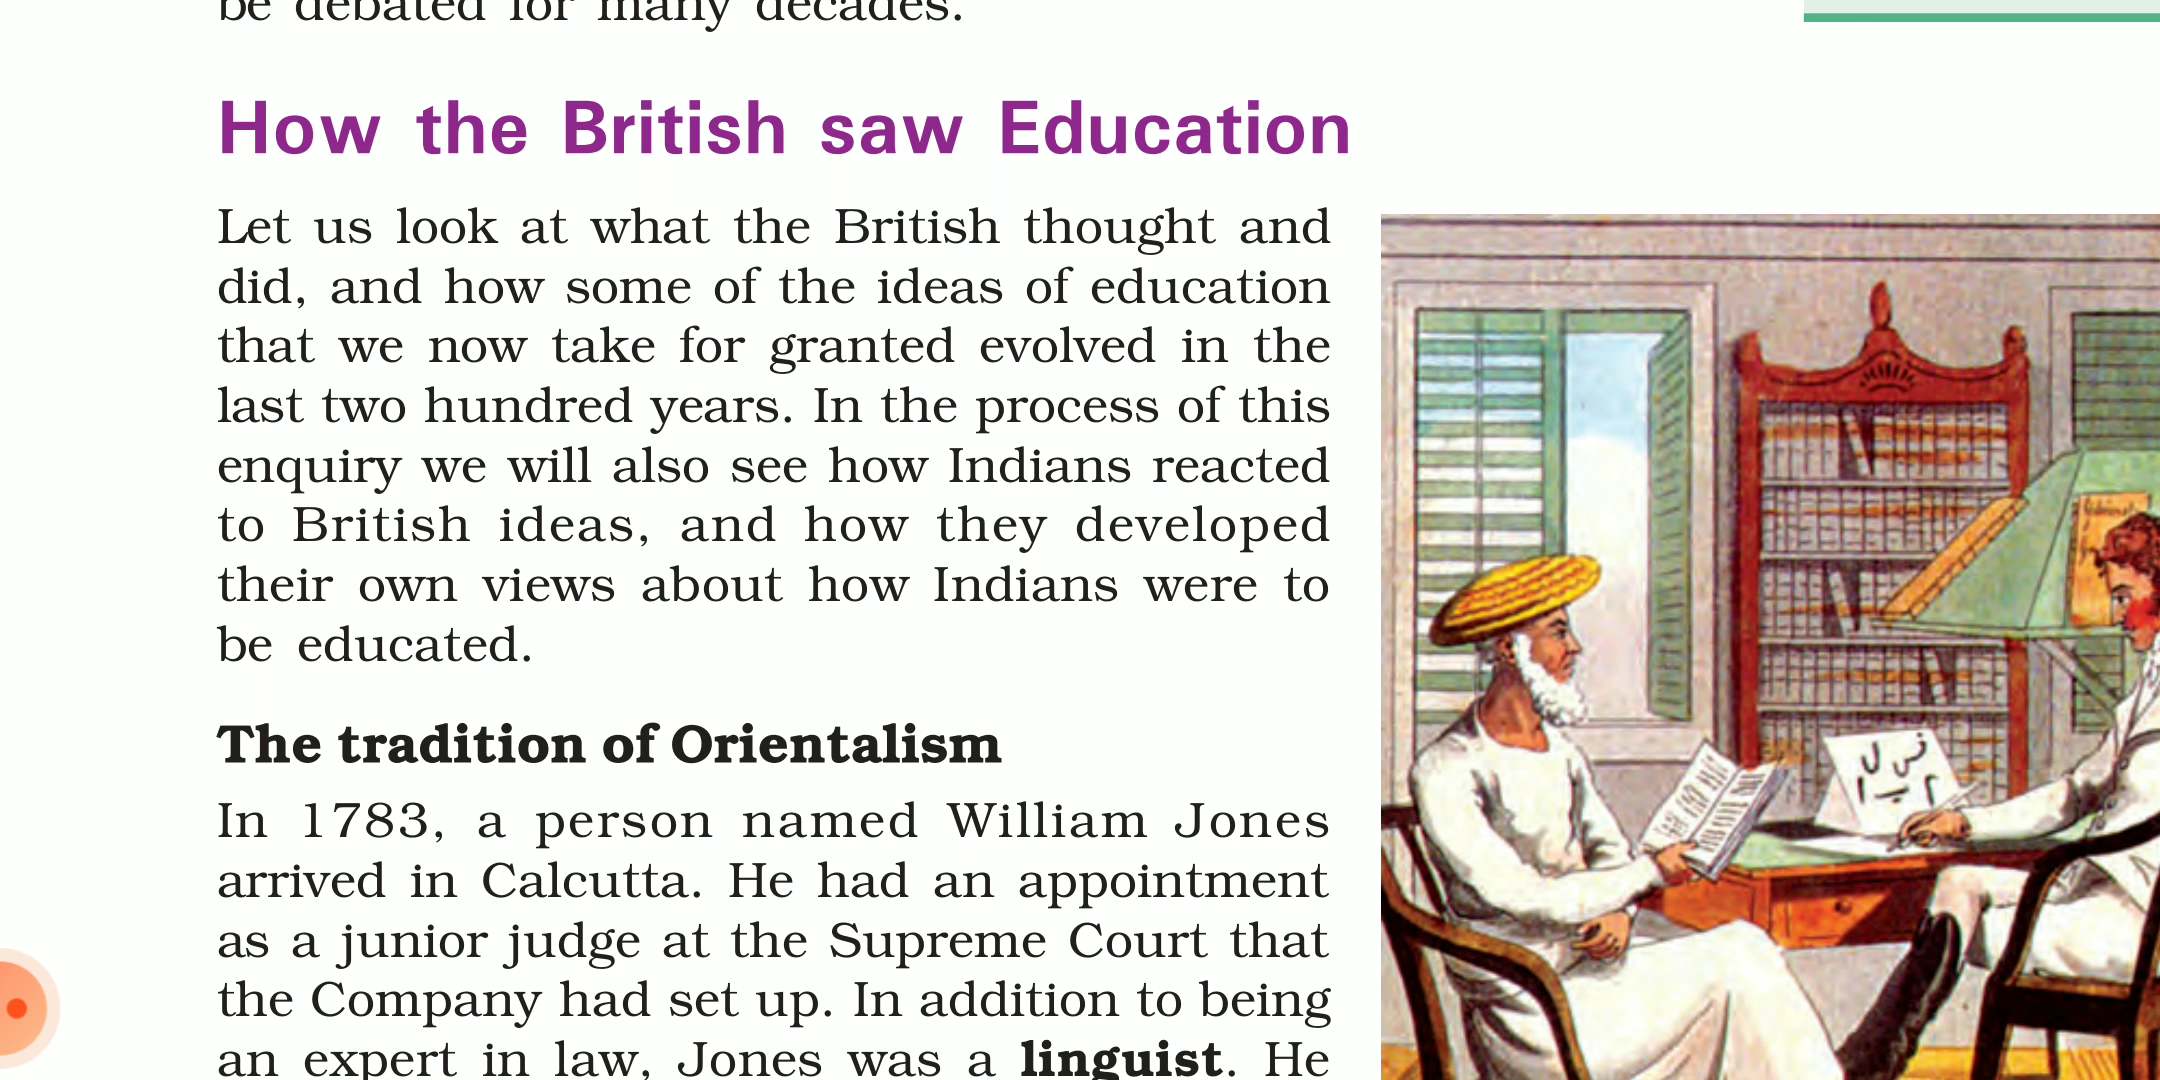 be debated for many decades.
How the British saw Education
Let us look at what the British thought and
did, and how some of the ideas of education
that we now take for granted evolved in the
last two hundred years. In the process of this
enquiry we will also see how Indians reacted
to British ideas, and how they developed
their own views about how Indians were to
be educated.
The tradition of Orientalism
In 1783, a person named William Jones
arrived in Calcutta. He had an appointment
as a junior judge at the Supreme Court that
the Company had set up. In addition to being
an expert in law, Jones was a linguist. He